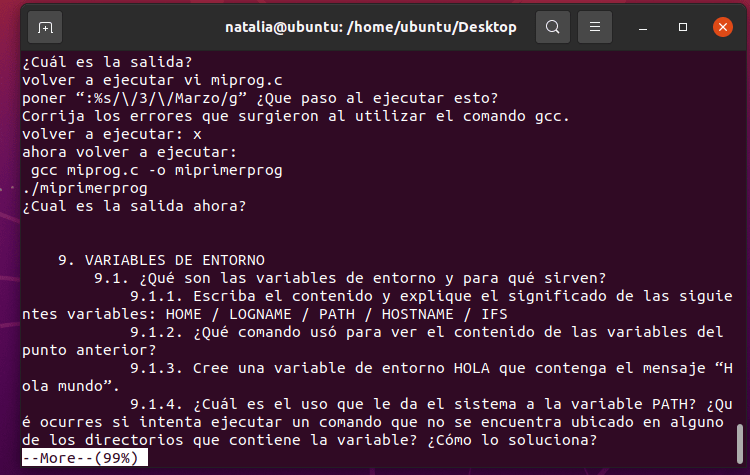 natalia@ubuntu: /home/ubuntu/Desktop
¿Cuál es la salida?
volver a ejecutar vi miprog.c
poner “:%s/\/3/\/Marzo/g” ¿Que paso al ejecutar esto?
Corrija los errores que surgieron al utilizar el comando gcc.
volver a ejecutar: x
ahora volver a ejecutar:
 gcc miprog.c -o miprimerprog
./miprimerprog
¿Cual es la salida ahora?
9. VARIABLES DE ENTORNO
9.1. ¿Qué son las variables de entorno y para qué sirven?
9.1.1. Escriba el contenido y explique el significado de las siguie
ntes variables: HOME / LOGNAME / PATH / HOSTNAME / IFS
9.1.2. ¿Qué comando usó para ver el contenido de las variables del
punto anterior?
9.1.3. Cree una variable de entorno HOLA que contenga el mensaje “H
ola mundo”.
9.1.4. ¿Cuál es el uso que le da el sistema a la variable PATH? ¿Qu
é ocurres si intenta ejecutar un comando que no se encuentra ubicado en alguno
de los directorios que contiene la variable? ¿Cómo lo soluciona?
--More--(99%)